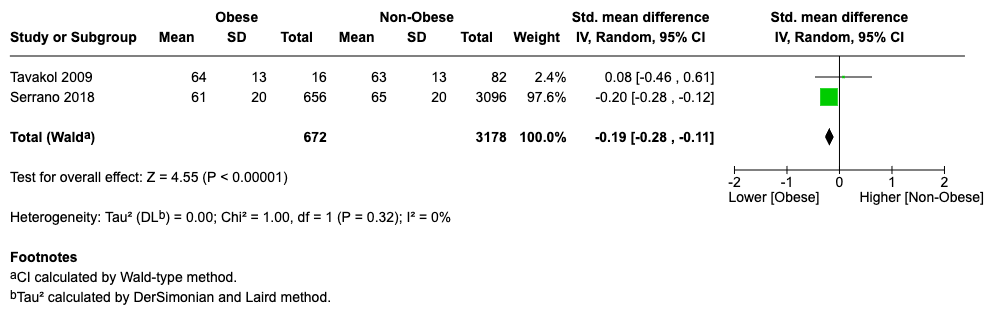 Obese Non-Obese Std. mean difference Std. mean difference
Study or Subgroup Mean SD Total Mean SD Total Weight IV, Random, 95% CI IV, Random, 95% CI
Tavakol 2009 64 13 16 63 13 82 2.4% 0.08 [-0.46 , 0.61]
Serrano 2018 61 20 656 65 20 3096 97.6% -0.20 [-0.28 , -0.12]
Total (Waldᵃ) 672 3178 100.0% -0.19 [-0.28 , -0.11]
Test for overall effect: Z = 4.55 (P < 0.00001)
-2 -1 0 1 2
Lower [Obese] Higher [Non-Obese]
Heterogeneity: Tau² (DLᵇ) = 0.00; Chi² = 1.00, df = 1 (P = 0.32); I² = 0%
Footnotes
ᵃCI calculated by Wald-type method.
ᵇTau² calculated by DerSimonian and Laird method.